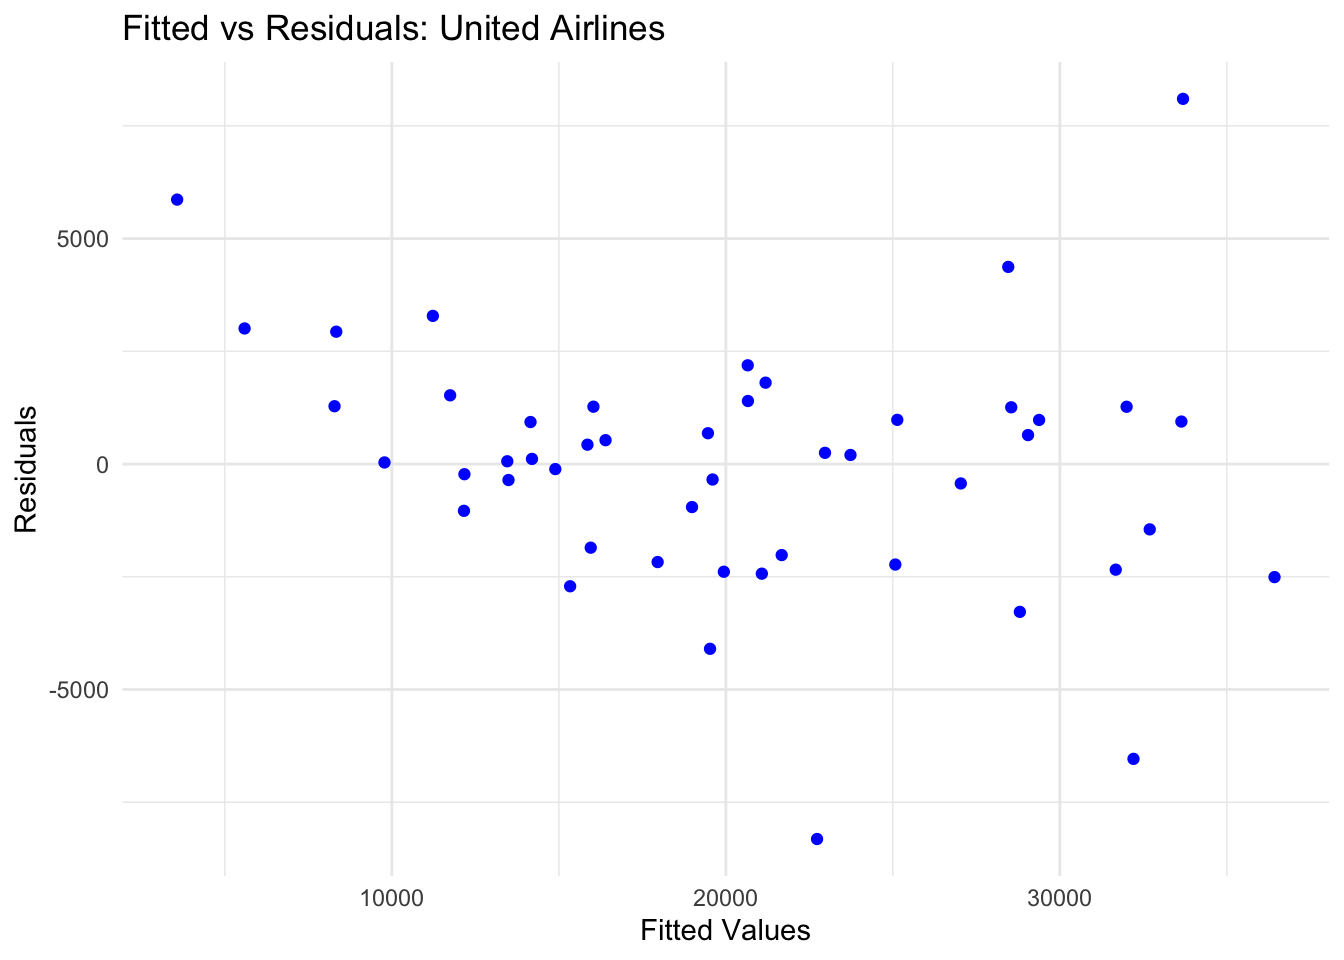 Fitted vs Residuals: United Airlines
5000
0
-5000
Residuals
10000 20000 30000
Fitted Values